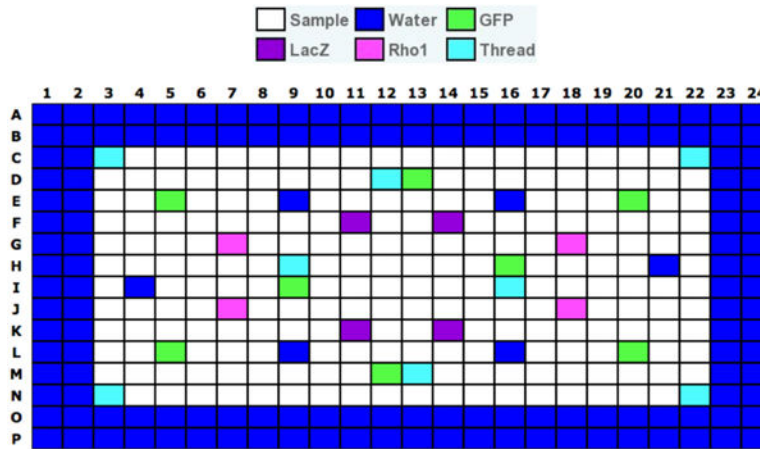 Sample Water GFP
LacZ Rho1 Thread
1 2 3 4 5 6 7 8 9 10 11 12 13 14 15 16 17 18 19 20 21 22 23 24
A
B
C
D
E
F
G
H
I
J
K
L
M
N
O
P